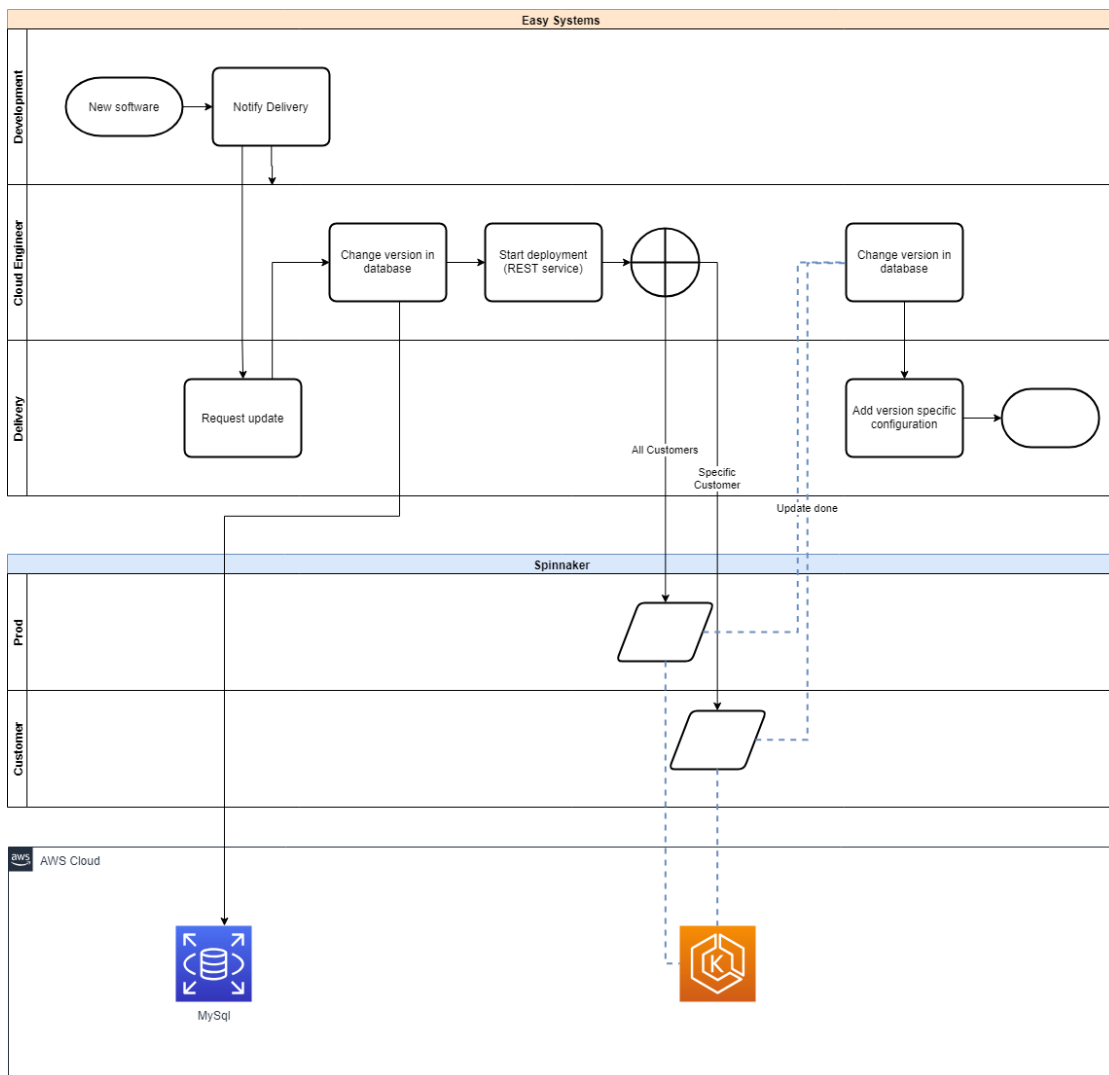 Easy Systems
Development
New software
Notify Delivery
Cloud Engineer
Change version in
database
Start deployment
(REST service)
Change version in
database
Delivery
Request update
Add version specific
configuration
All Customers
Specific
Customer
Update done
Spinnaker
Prod
Customer
aws
AWS Cloud
K
MySql